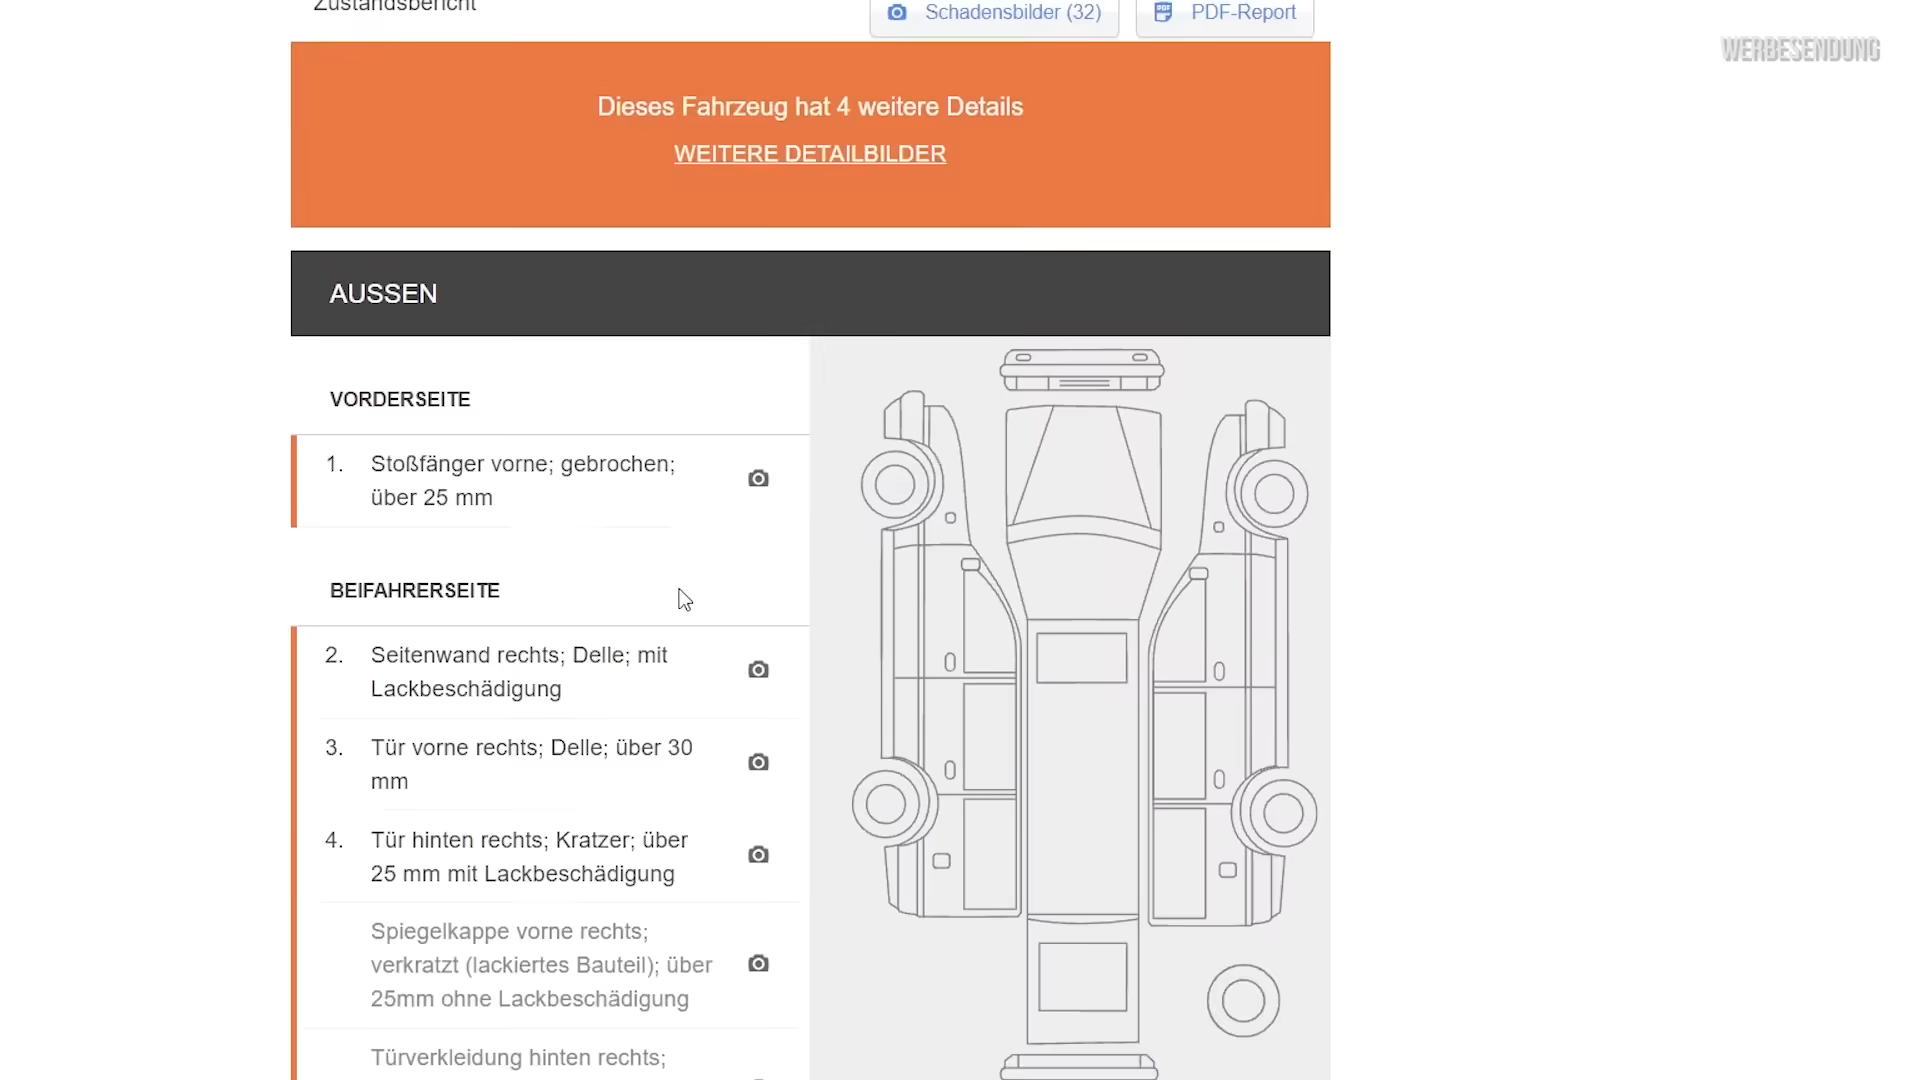 Zustandsbericht
Schadensbilder (32)
PDF-Report
WERBESENDUNG
Dieses Fahrzeug hat 4 weitere Details
WEITERE DETAILBILDER
AUSSEN
VORDERSEITE
1. Stoßfänger vorne; gebrochen;
über 25 mm
BEIFAHRERSEITE
2. Seitenwand rechts; Delle; mit
Lackbeschädigung
3. Tür vorne rechts; Delle; über 30
mm
4. Tür hinten rechts; Kratzer; über
25 mm mit Lackbeschädigung
Spiegelkappe vorne rechts;
verkratzt (lackiertes Bauteil); über
25mm ohne Lackbeschädigung
Türverkleidung hinten rechts;